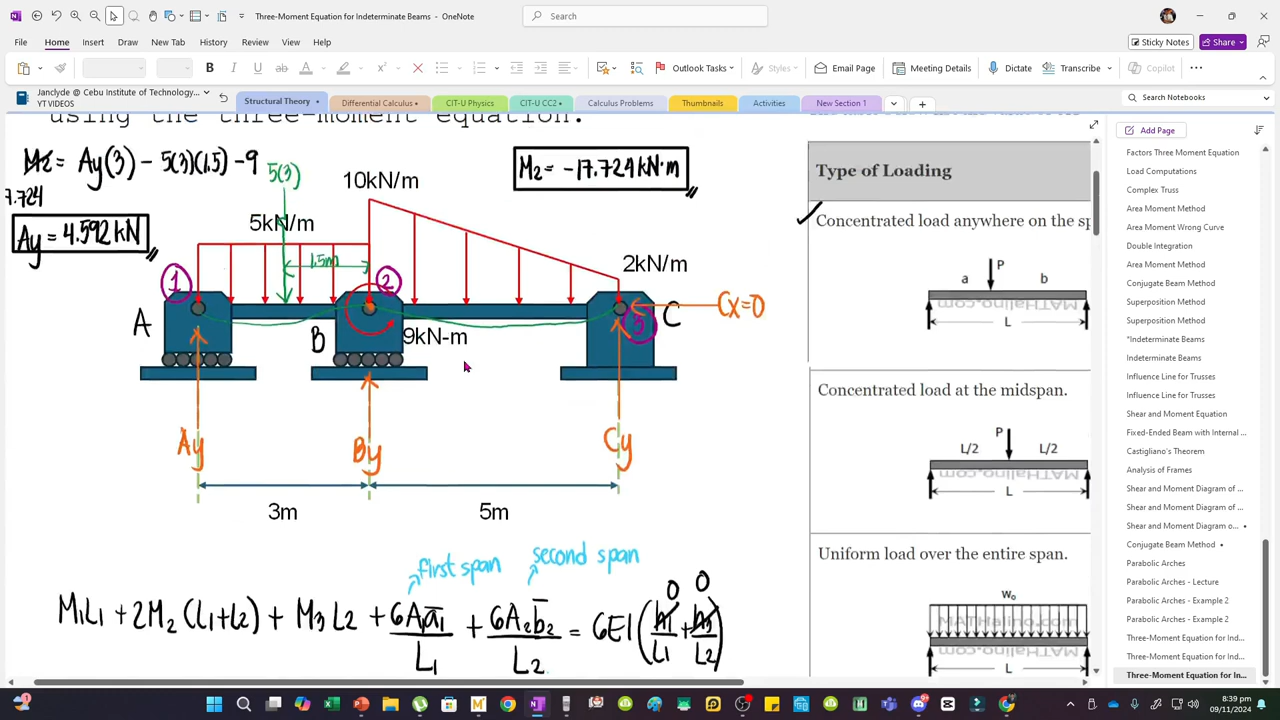 Three-Moment Equation for Indeterminate Beams - OneNote
Search
File Home Insert Draw View Tab History Review View Help
Sticky Notes Share
Outlook Tasks Styles Email Page Meeting Details Dictate Transcribe Copilot
Janclyde @ Cebu Institute of Technology...
YT VIDEOS
Structural Theory Differential Calculus CIT-U Physics CIT-U CC2 Calculus Problems Thumbnails Activities New Section 1
Search Notebooks
using the three-moment equation.
M2 = Ay(3) - 5(3)(1.5) - 9
7.724
Ay = 4.592 kN
5(3)
10kN/m
M2 = -17.724 kN·m
5kN/m
1.5m
2kN/m
1
2
3
A
B
C
9kN-m
Cx=0
Ay
By
Cy
3m
5m
first span
second span
M1L1 + 2M2 (L1+L2) + M3 L2 + 6A1a̅1/L1 + 6A2b̅2/L2 = 6EI (h1/L1 + h3/L2)
0 0
Type of Loading
Concentrated load anywhere on the sp
a P b
L
Concentrated load at the midspan.
P
L/2 L/2
L
Uniform load over the entire span.
Wo
L
Add Page
Factors Three Moment Equation
Load Computations
Complex Truss
Area Moment Method
Area Moment Wrong Curve
Double Integration
Area Moment Method
Conjugate Beam Method
Superposition Method
Superposition Method
*Indeterminate Beams
Indeterminate Beams
Influence Line for Trusses
Influence Line for Trusses
Shear and Moment Equation
Fixed-Ended Beam with Internal ...
Castigliano's Theorem
Analysis of Frames
Shear and Moment Diagram of ...
Shear and Moment Diagram of ...
Shear and Moment Diagram o...
Conjugate Beam Method
Parabolic Arches
Parabolic Arches - Lecture
Parabolic Arches - Example 2
Parabolic Arches - Example 2
Three-Moment Equation for Ind...
Three-Moment Equation for Ind...
Three-Moment Equation for In...
8:39 pm
09/11/2024